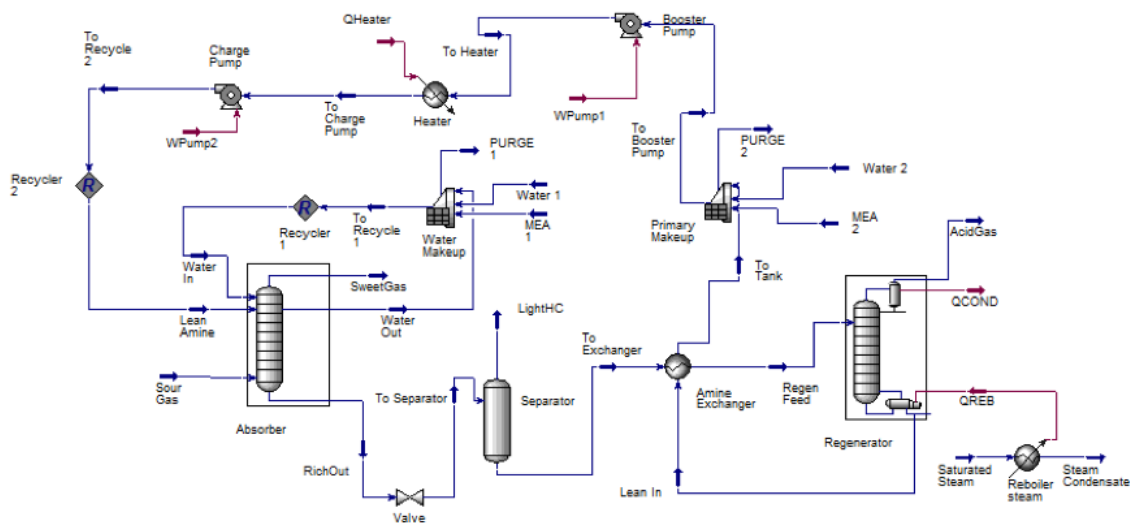 To
Recycle
2
Charge
Pump
QHeater
To Heater
Booster
Pump
WPump2
To
Charge
Pump
Heater
WPump1
To
Booster
Pump
PURGE
2
Water 2
Primary
Makeup
MEA
2
Recycler
2
R
PURGE
1
Water 1
MEA
1
Water
Makeup
To
Recycle
1
R
Recycler
1
Water
In
SweetGas
Lean
Amine
Water
Out
Sour
Gas
Absorber
RichOut
Valve
To Separator
LightHC
Separator
To
Exchanger
To
Tank
Amine
Exchanger
Regen
Feed
Lean In
AcidGas
QCOND
QREB
Regenerator
Saturated
Steam
Reboiler
steam
Steam
Condensate